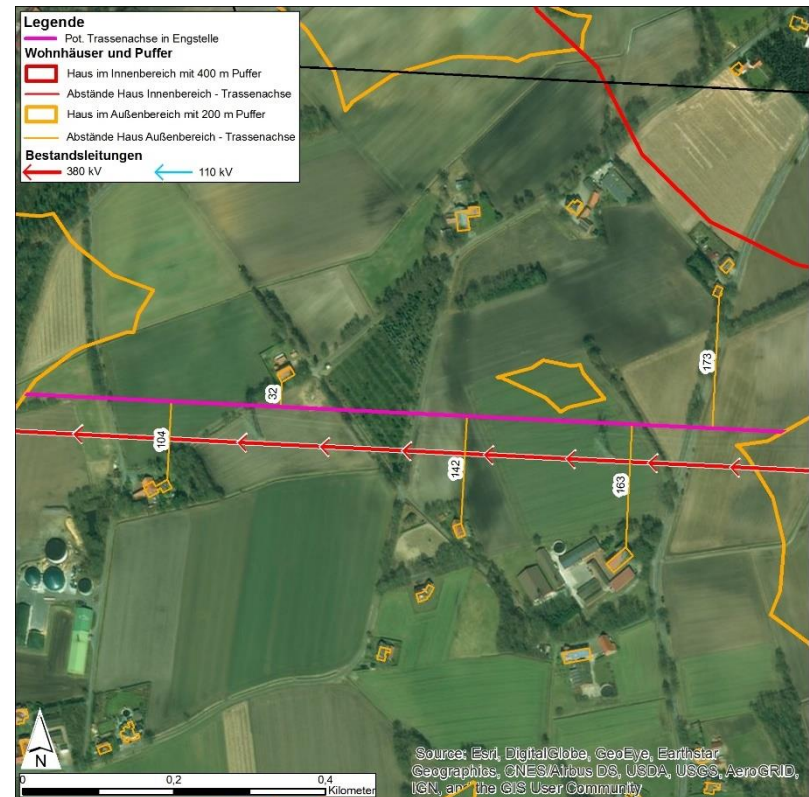 Legende
Pot. Trassenachse in Engstelle
Wohnhäuser und Puffer
Haus im Innenbereich mit 400 m Puffer
Abstände Haus Innenbereich - Trassenachse
Haus im Außenbereich mit 200 m Puffer
Abstände Haus Außenbereich - Trassenachse
Bestandsleitungen
380 kV 110 kV
173
32
104
142
163
N
0 0,2 0,4
Kilometer
Source: Esri, DigitalGlobe, GeoEye, Earthstar
Geographics, CNES/Airbus DS, USDA, USGS, AeroGRID,
IGN, and the GIS User Community